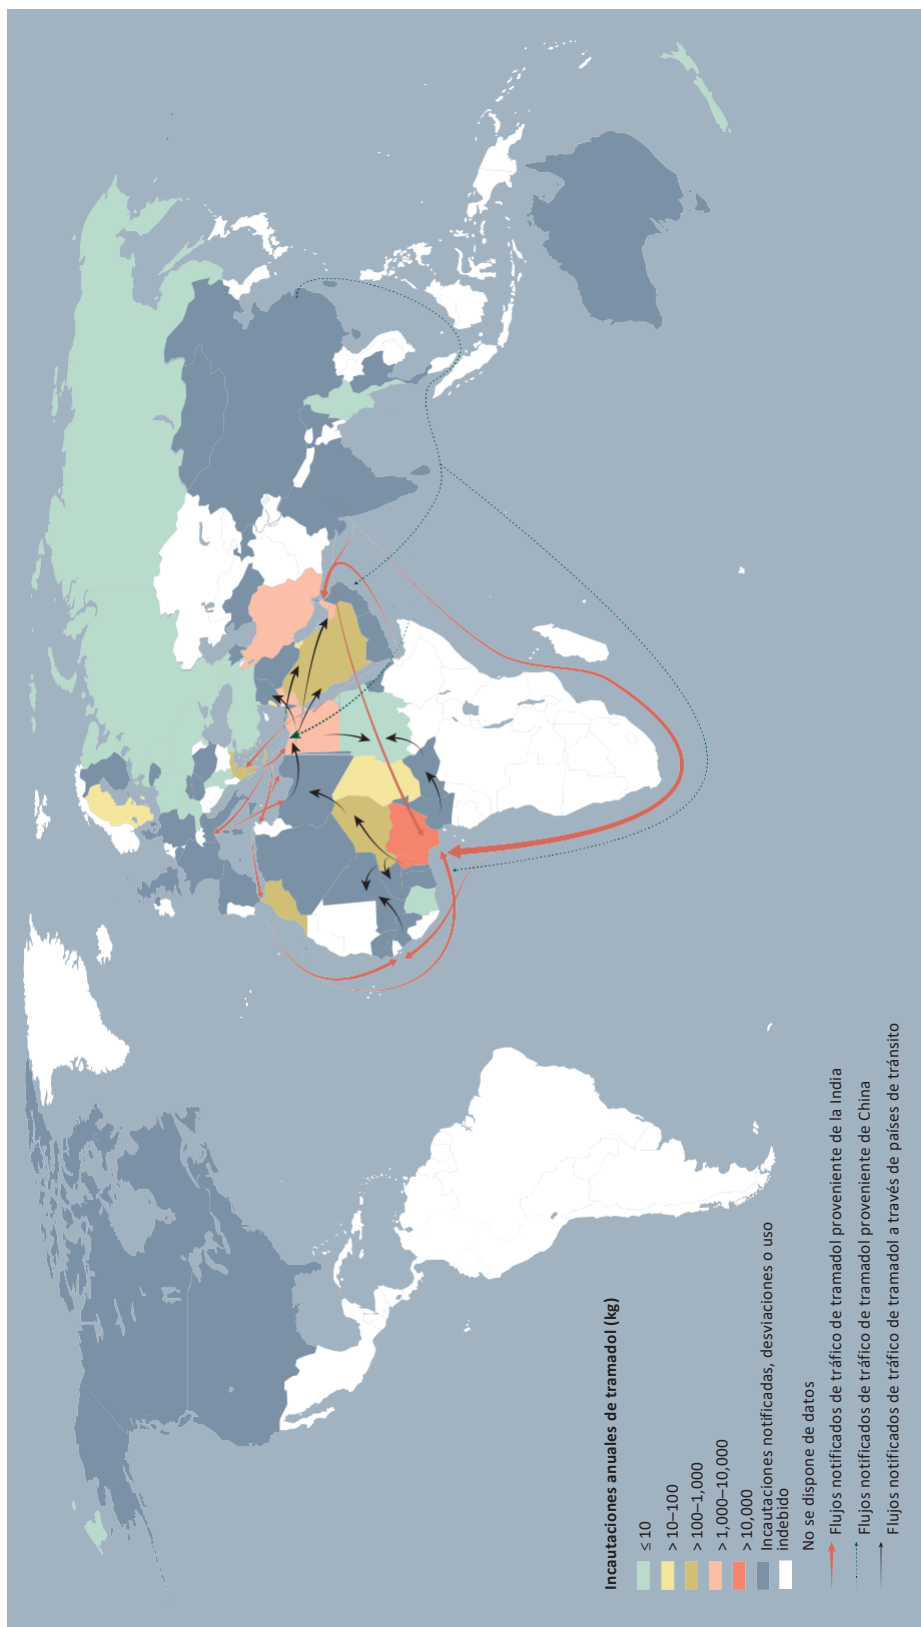 Incautaciones anuales de tramadol (kg)
≤ 10
> 10–100
> 100–1,000
> 1,000–10,000
> 10,000
Incautaciones notificadas, desviaciones o uso
indebido
No se dispone de datos
Flujos notificados de tráfico de tramadol proveniente de la India
Flujos notificados de tráfico de tramadol proveniente de China
Flujos notificados de tráfico de tramadol a través de países de tránsito